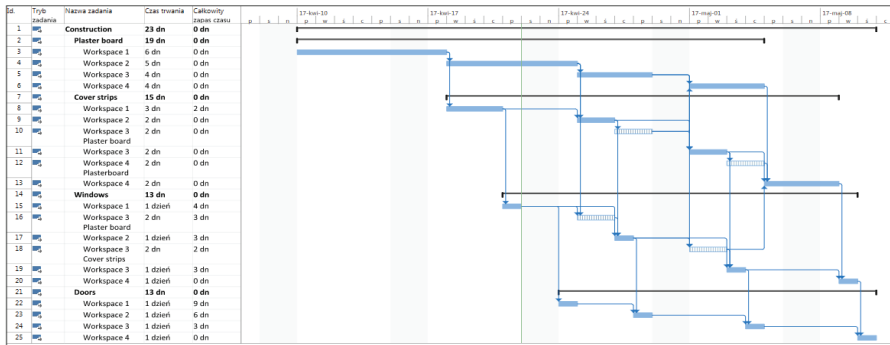 Id. Tryb zadania Nazwa zadania Czas trwania Całkowity zapas czasu
17-kwi-10 17-kwi-17 17-kwi-24 17-maj-01 17-maj-08
p s n p w ś c p s n p w ś c p s n p w ś c p s n p w ś c p s n p w ś c
1 Construction 23 dn 0 dn
2 Plaster board 19 dn 0 dn
3 Workspace 1 6 dn 0 dn
4 Workspace 2 5 dn 0 dn
5 Workspace 3 4 dn 0 dn
6 Workspace 4 4 dn 0 dn
7 Cover strips 15 dn 0 dn
8 Workspace 1 3 dn 2 dn
9 Workspace 2 2 dn 0 dn
10 Workspace 3 2 dn 0 dn
Plaster board
11 Workspace 3 2 dn 0 dn
12 Workspace 4 2 dn 0 dn
Plasterboard
13 Workspace 4 2 dn 0 dn
14 Windows 13 dn 0 dn
15 Workspace 1 1 dzień 4 dn
16 Workspace 3 2 dn 3 dn
Plaster board
17 Workspace 2 1 dzień 3 dn
18 Workspace 3 2 dn 2 dn
Cover strips
19 Workspace 3 1 dzień 3 dn
20 Workspace 4 1 dzień 0 dn
21 Doors 13 dn 0 dn
22 Workspace 1 1 dzień 9 dn
23 Workspace 2 1 dzień 6 dn
24 Workspace 3 1 dzień 3 dn
25 Workspace 4 1 dzień 0 dn